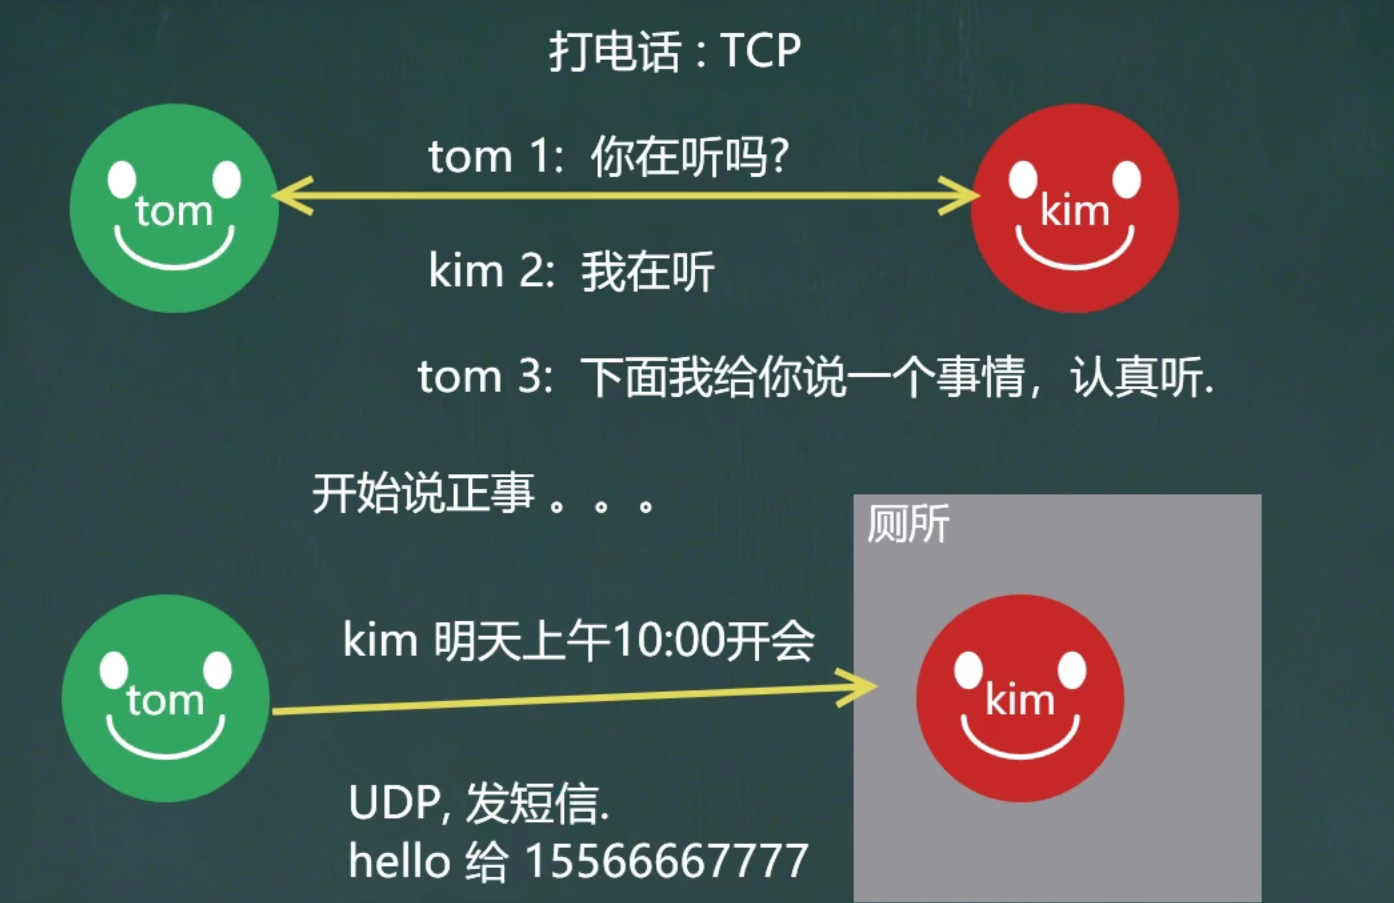 打电话 : TCP
tom 1: 你在听吗?
tom
kim
kim 2: 我在听
tom 3: 下面我给你说一个事情，认真听.
开始说正事 。。。
厕所
kim 明天上午10:00开会
tom
kim
UDP, 发短信.
hello 给 15566667777